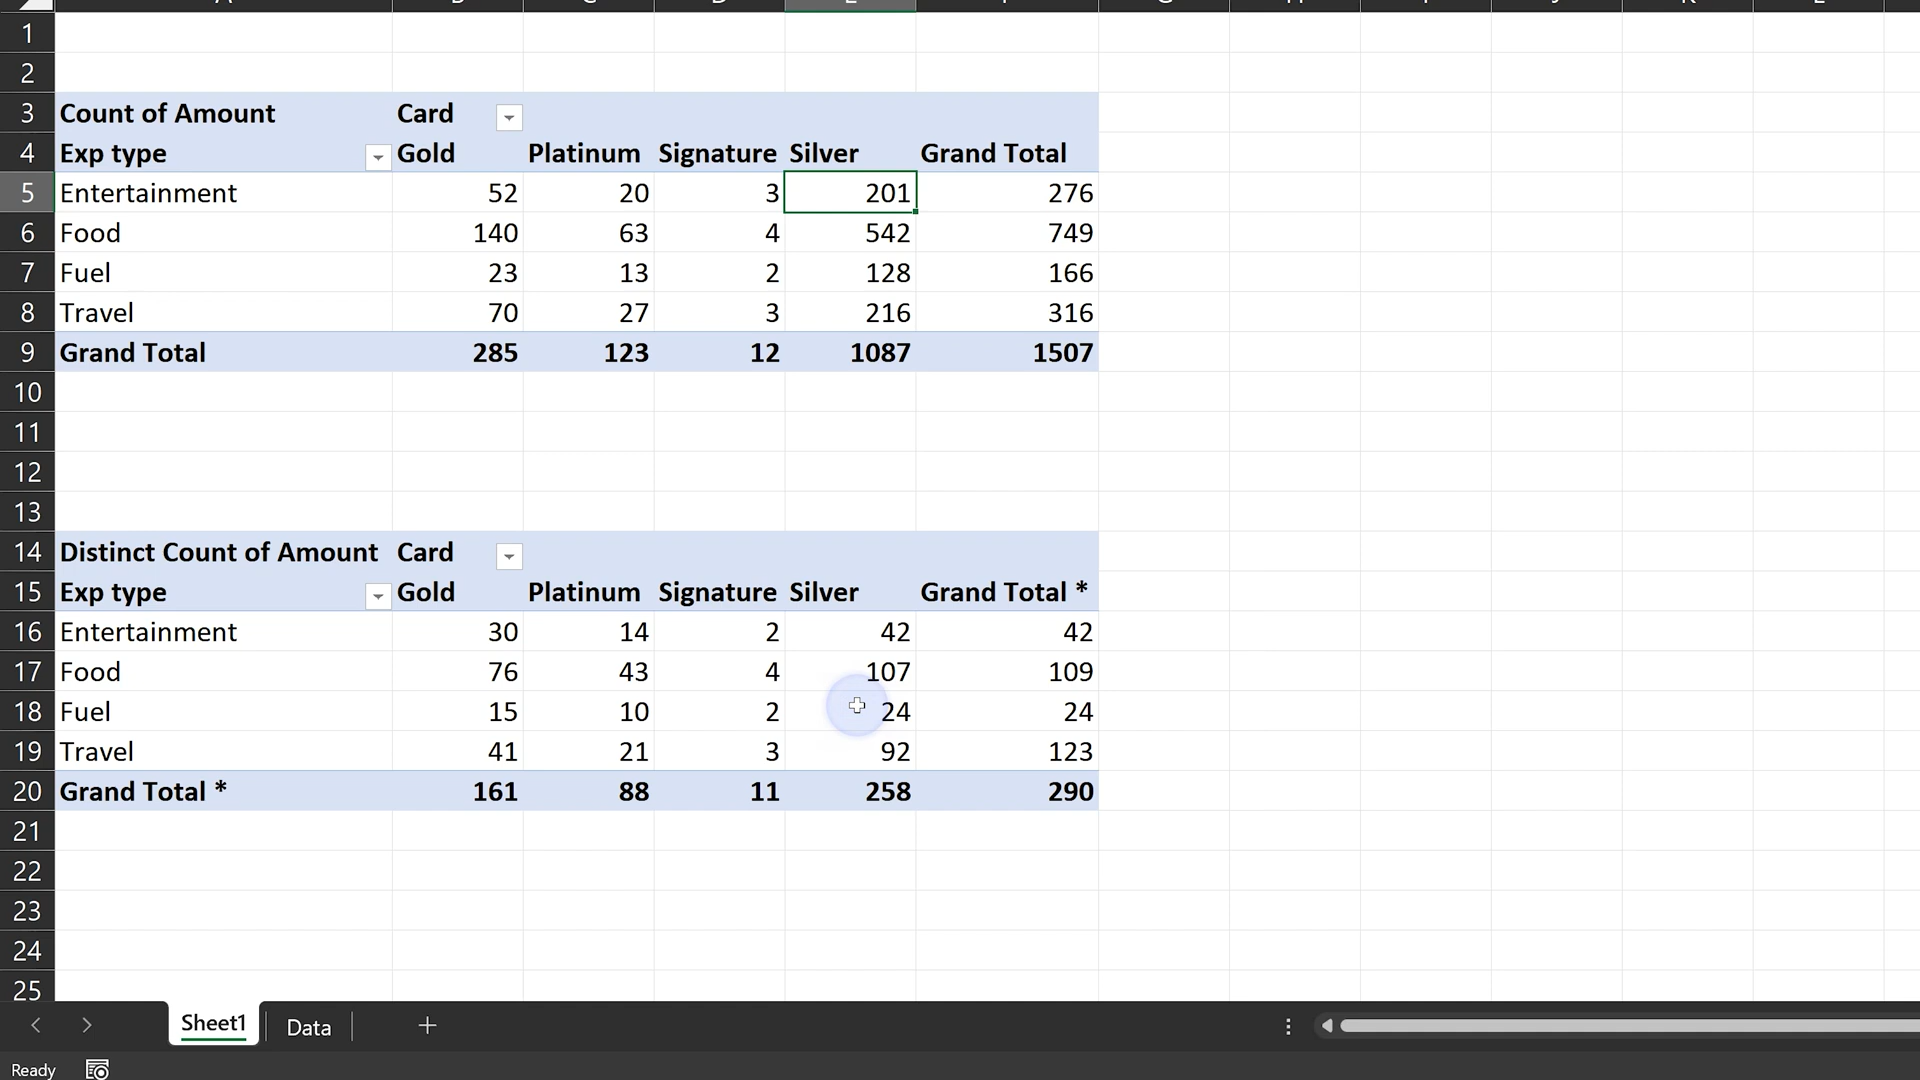 1
2
3 Count of Amount Card
4 Exp type Gold Platinum Signature Silver Grand Total
5 Entertainment 52 20 3 201 276
6 Food 140 63 4 542 749
7 Fuel 23 13 2 128 166
8 Travel 70 27 3 216 316
9 Grand Total 285 123 12 1087 1507
10
11
12
13
14 Distinct Count of Amount Card
15 Exp type Gold Platinum Signature Silver Grand Total *
16 Entertainment 30 14 2 42 42
17 Food 76 43 4 107 109
18 Fuel 15 10 2 24 24
19 Travel 41 21 3 92 123
20 Grand Total * 161 88 11 258 290
21
22
23
24
25
Sheet1 Data
Ready